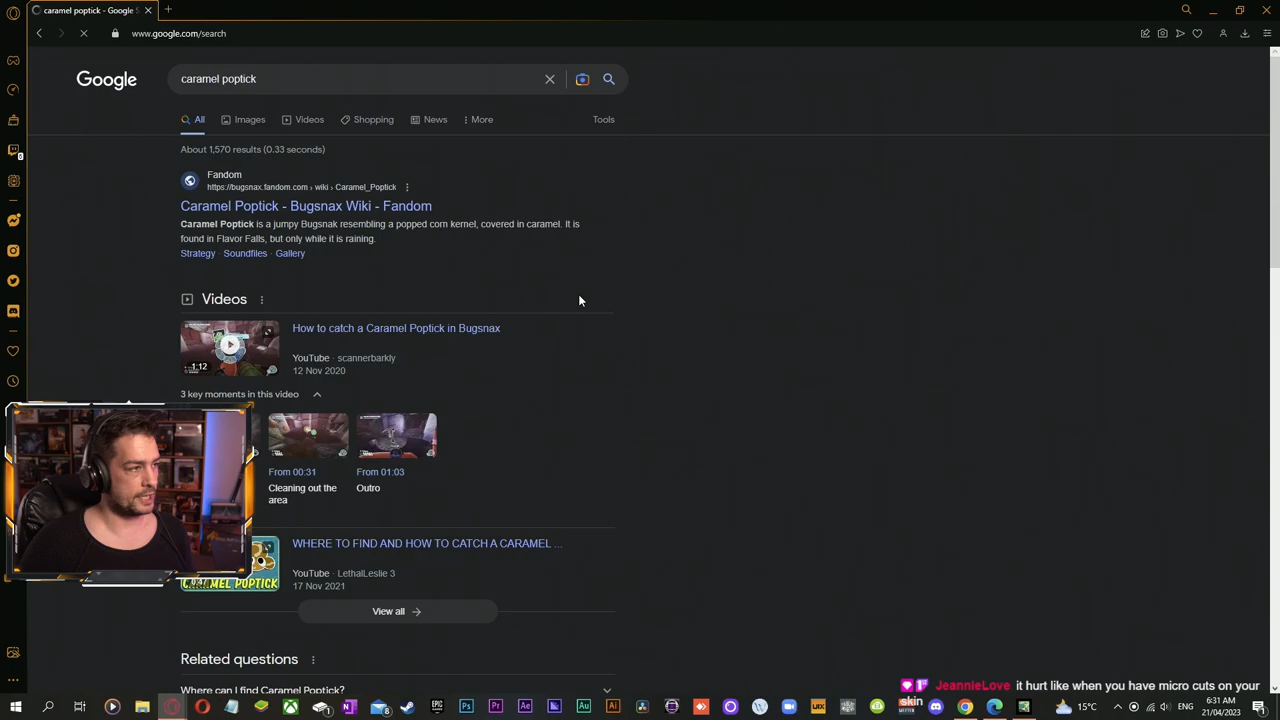 caramel poptick - Google S
www.google.com/search
Google
caramel poptick
All
Images
Videos
Shopping
News
More
Tools
About 1,570 results (0.33 seconds)
Fandom
https://bugsnax.fandom.com › wiki › Caramel_Poptick
Caramel Poptick - Bugsnax Wiki - Fandom
Caramel Poptick is a jumpy Bugsnak resembling a popped corn kernel, covered in caramel. It is
found in Flavor Falls, but only while it is raining.
Strategy · Soundfiles · Gallery
Videos
How to catch a Caramel Poptick in Bugsnax
1:12
YouTube · scannerbarkly
12 Nov 2020
3 key moments in this video
From 00:31
From 01:03
Cleaning out the
area
Outro
WHERE TO FIND AND HOW TO CATCH A CARAMEL ...
YouTube · LethalLeslie 3
17 Nov 2021
POPTICK
View all
Related questions
Where can I find Caramel Poptick?
JeannieLove it hurt like when you have micro cuts on your
skin
15°C
ENG
6:31 AM
21/04/2023